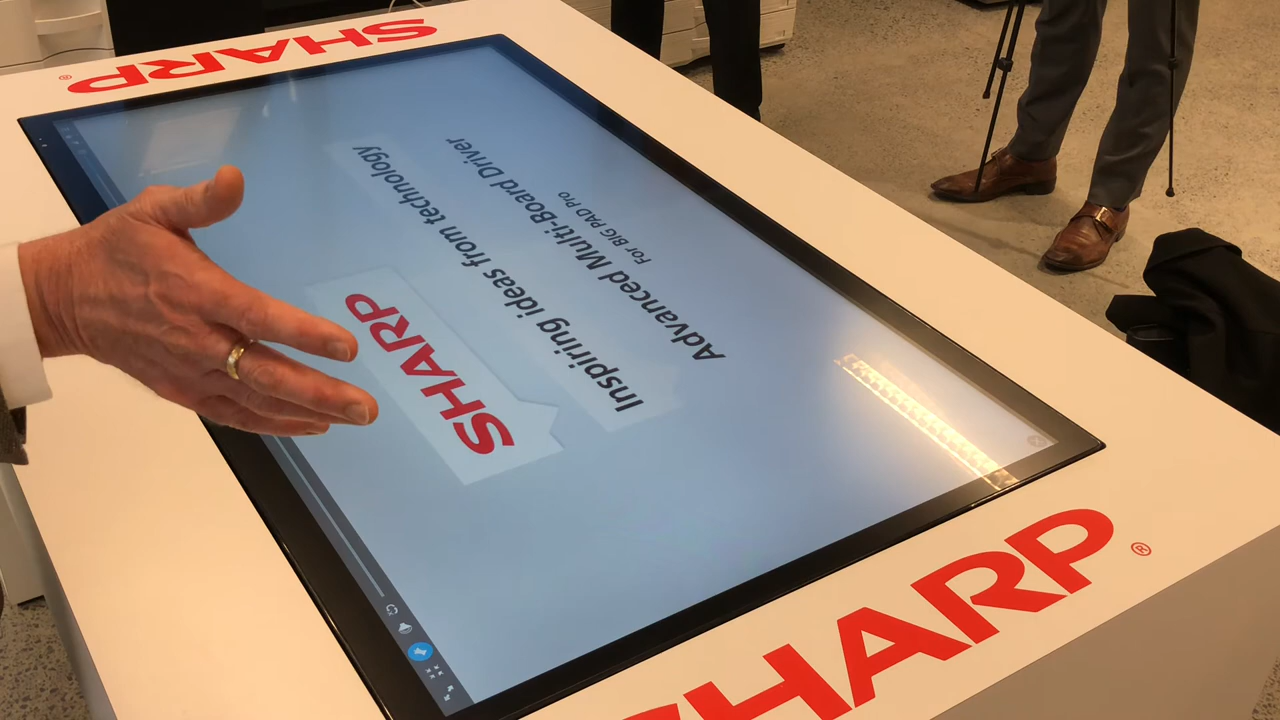 SHARP®
Advanced Multi-Board Driver
For BIG PAD Pro
Inspiring ideas from technology
SHARP
SHARP®